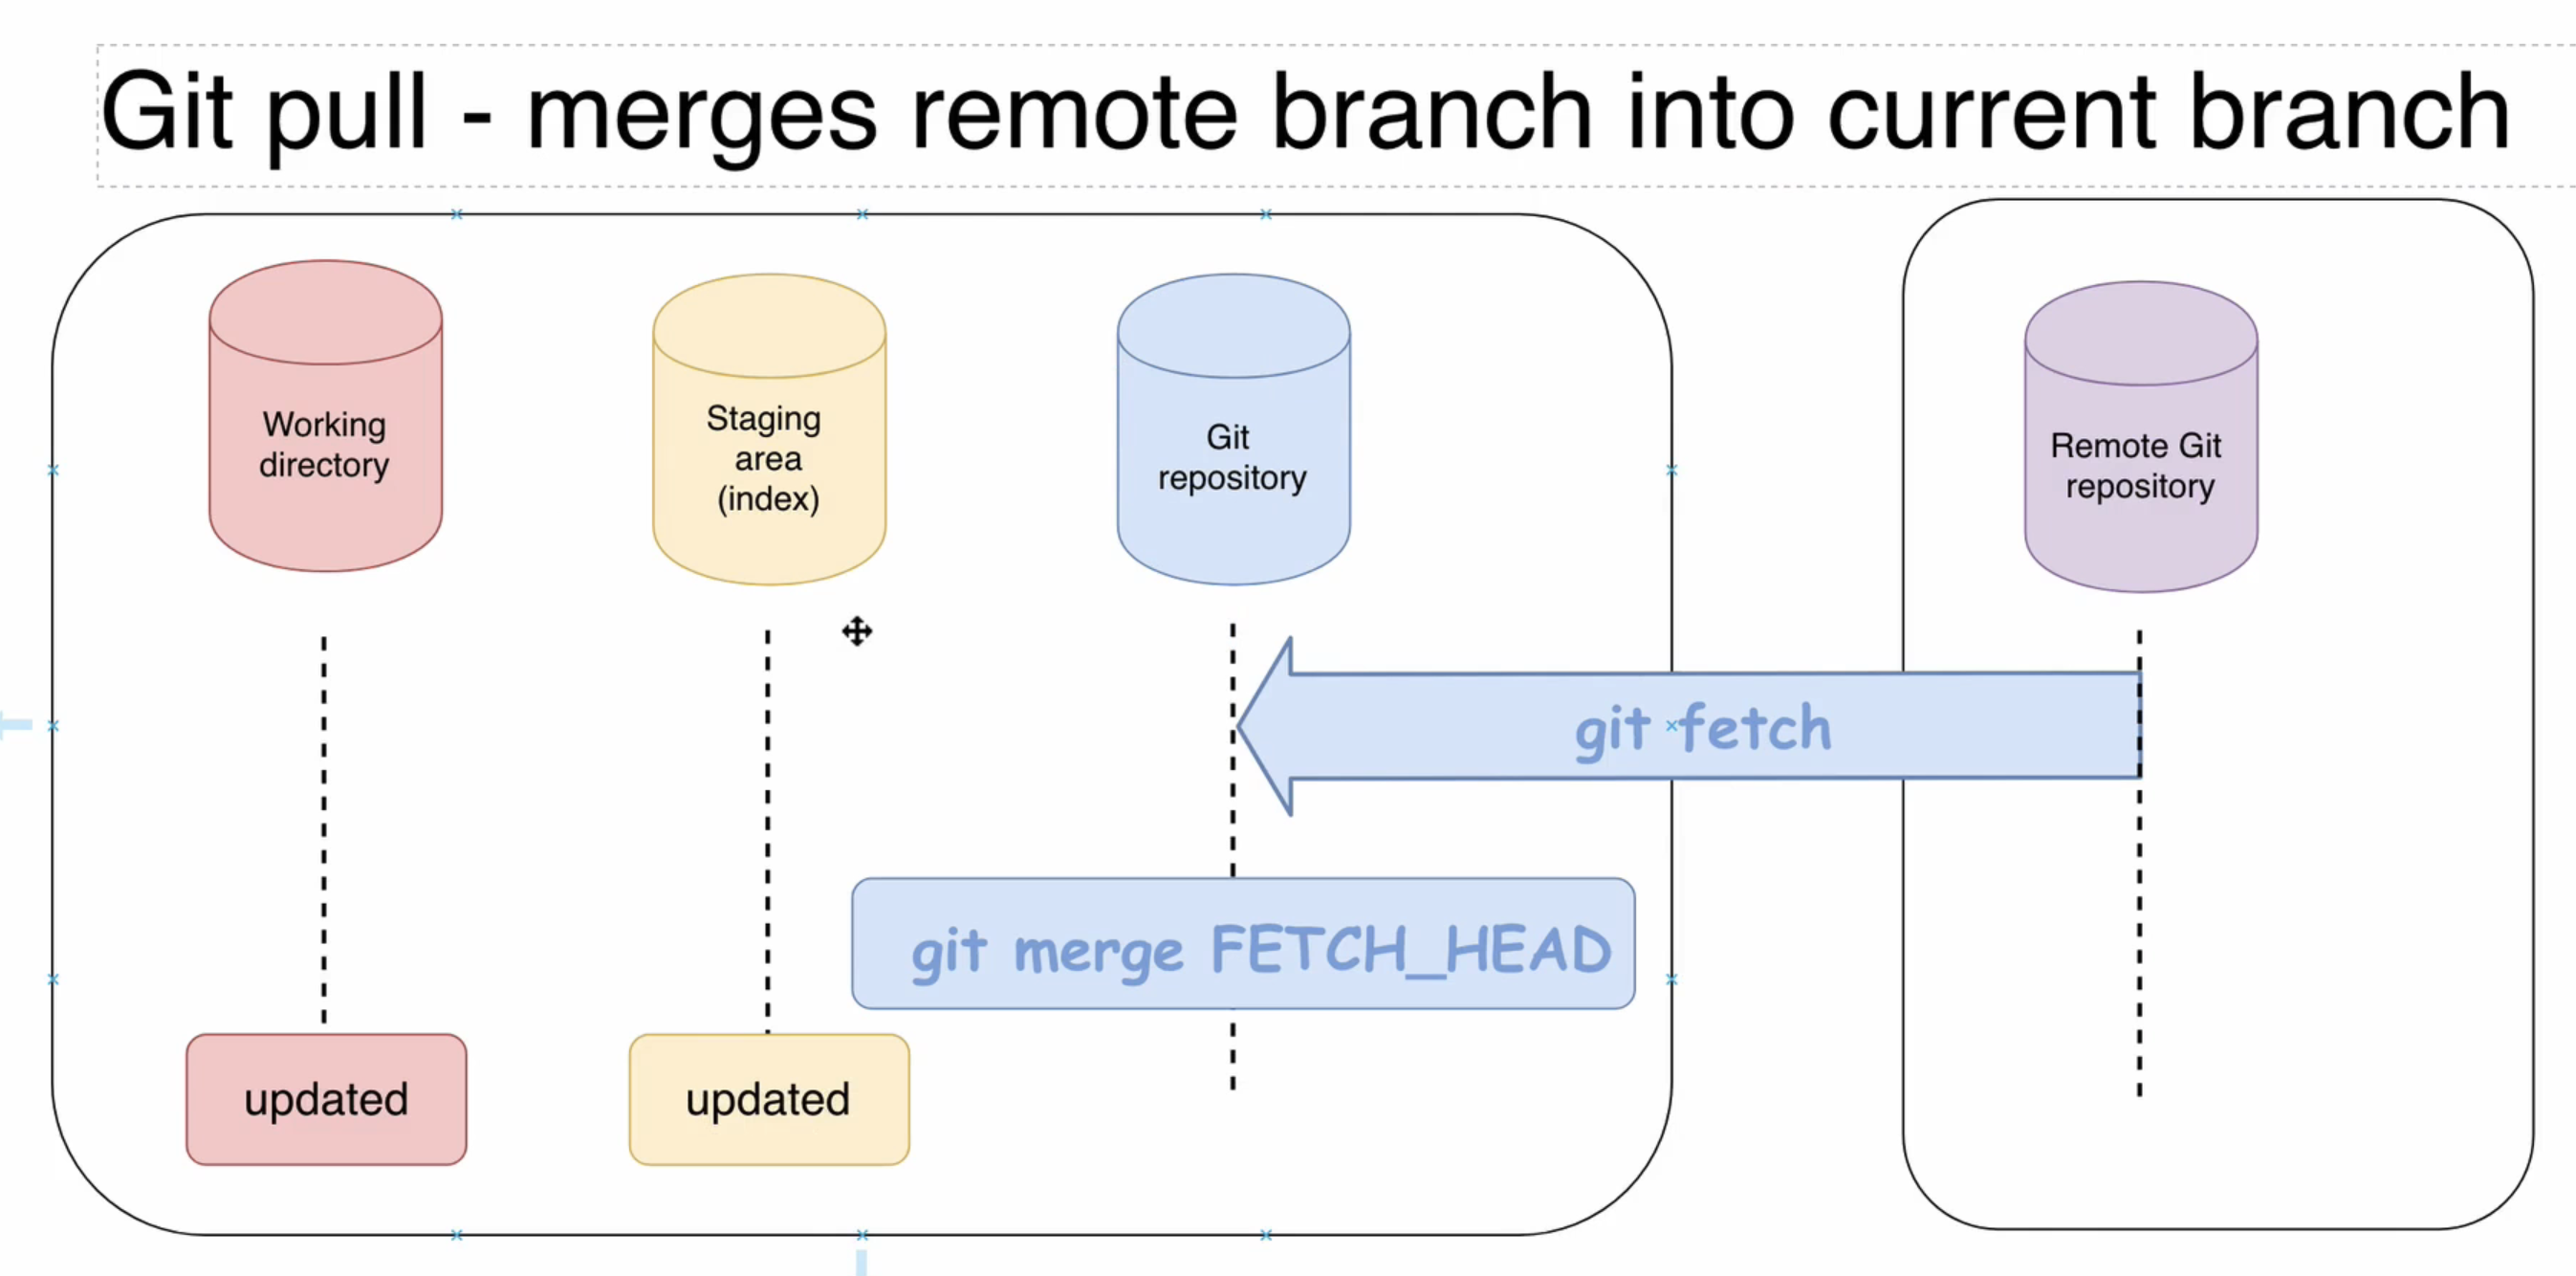 Git pull - merges remote branch into current branch
Working
directory
Staging
area
(index)
Git
repository
Remote Git
repository
git fetch
git merge FETCH_HEAD
updated
updated